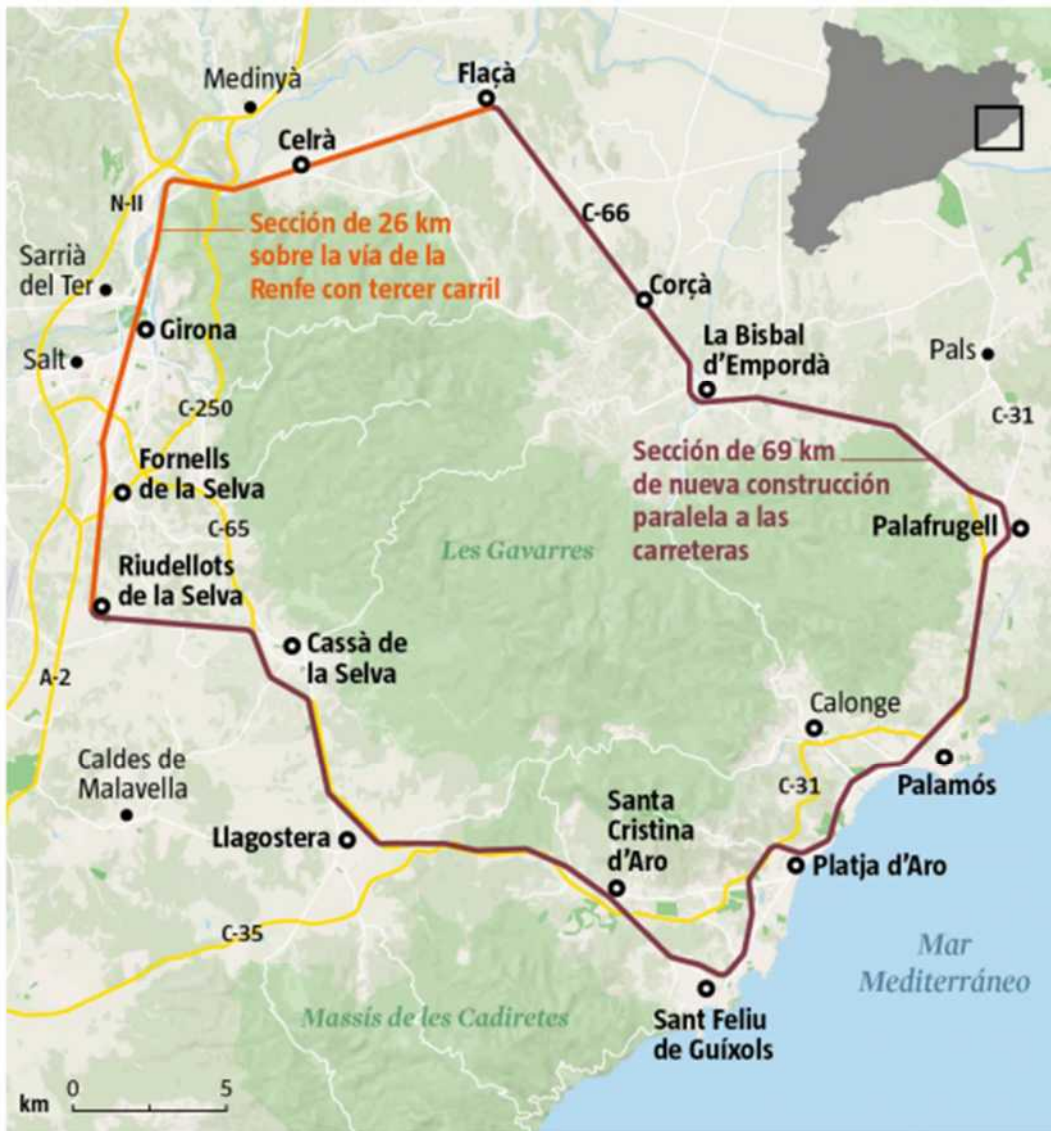 Flaçà
Medinyà
Celrà
N-II
C-66
Sección de 26 km
sobre la vía de la
Renfe con tercer carril
Sarrià
del Ter
Corçà
Girona
La Bisbal
d'Empordà
Salt
Pals
C-250
C-31
Fornells
de la Selva
Sección de 69 km
de nueva construcción
paralela a las
carreteras
C-65
Palafrugell
Les Gavarres
Riudellots
de la Selva
Cassà de
la Selva
A-2
Calonge
Caldes de
Malavella
C-31
Palamós
Santa
Cristina
d'Aro
Llagostera
Platja d'Aro
C-35
Mar
Mediterráneo
Massís de les Cadiretes
Sant Feliu
de Guíxols
0 5
km